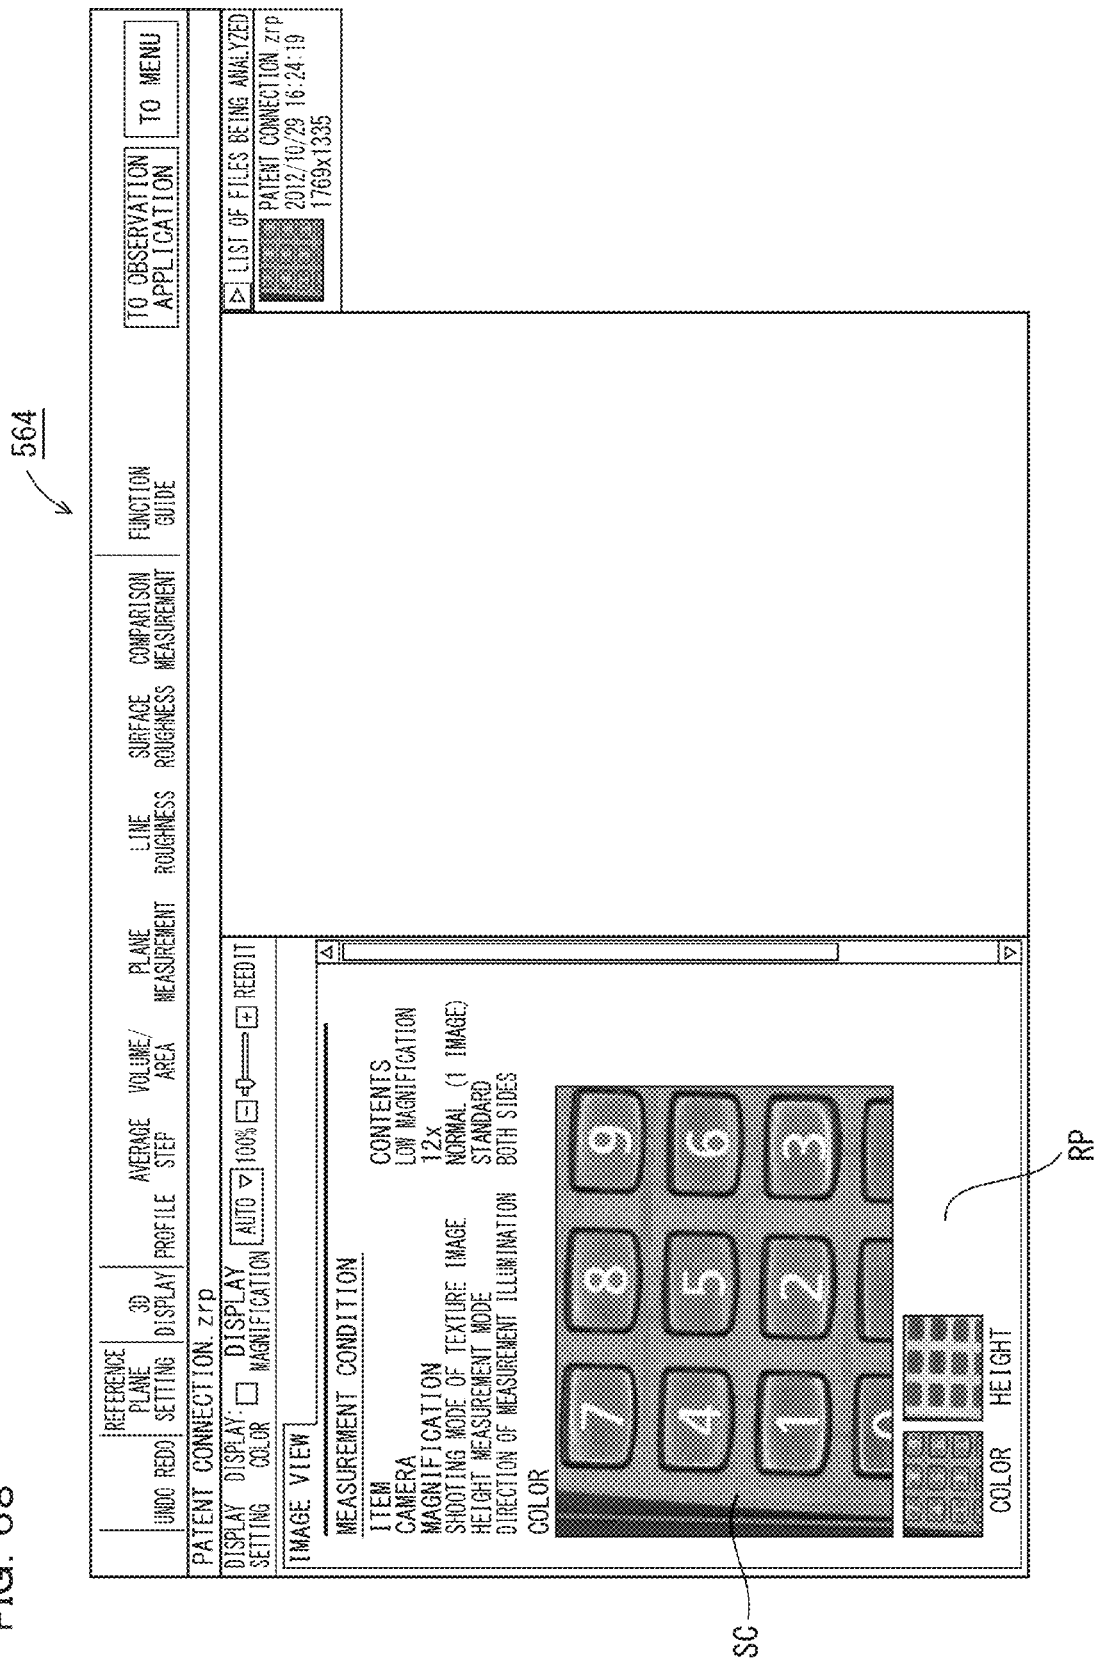 FIG. 68
564
UNDO REDO
REFERENCE
PLANE
SETTING
3D
DISPLAY
PROFILE
AVERAGE
STEP
VOLUME/
AREA
PLANE
MEASUREMENT
LINE
ROUGHNESS
SURFACE
ROUGHNESS
COMPARISON
MEASUREMENT
FUNCTION
GUIDE
TO OBSERVATION
APPLICATION
TO MENU
PATENT CONNECTION.zrp
DISPLAY
SETTING
DISPLAY:
COLOR
DISPLAY
MAGNIFICATION
AUTO ▽ 100% - + REEDIT
▷ LIST OF FILES BEING ANALYZED
PATENT CONNECTION.zrp
2012/10/29 16:24:19
1769x1335
IMAGE VIEW
MEASUREMENT CONDITION
ITEM CONTENTS
CAMERA LOW MAGNIFICATION
MAGNIFICATION 12x
SHOOTING MODE OF TEXTURE IMAGE NORMAL (1 IMAGE)
HEIGHT MEASUREMENT MODE STANDARD
DIRECTION OF MEASUREMENT ILLUMINATION BOTH SIDES
COLOR
7 8 9
4 5 6
1 2 3
0
COLOR HEIGHT
SC
RP